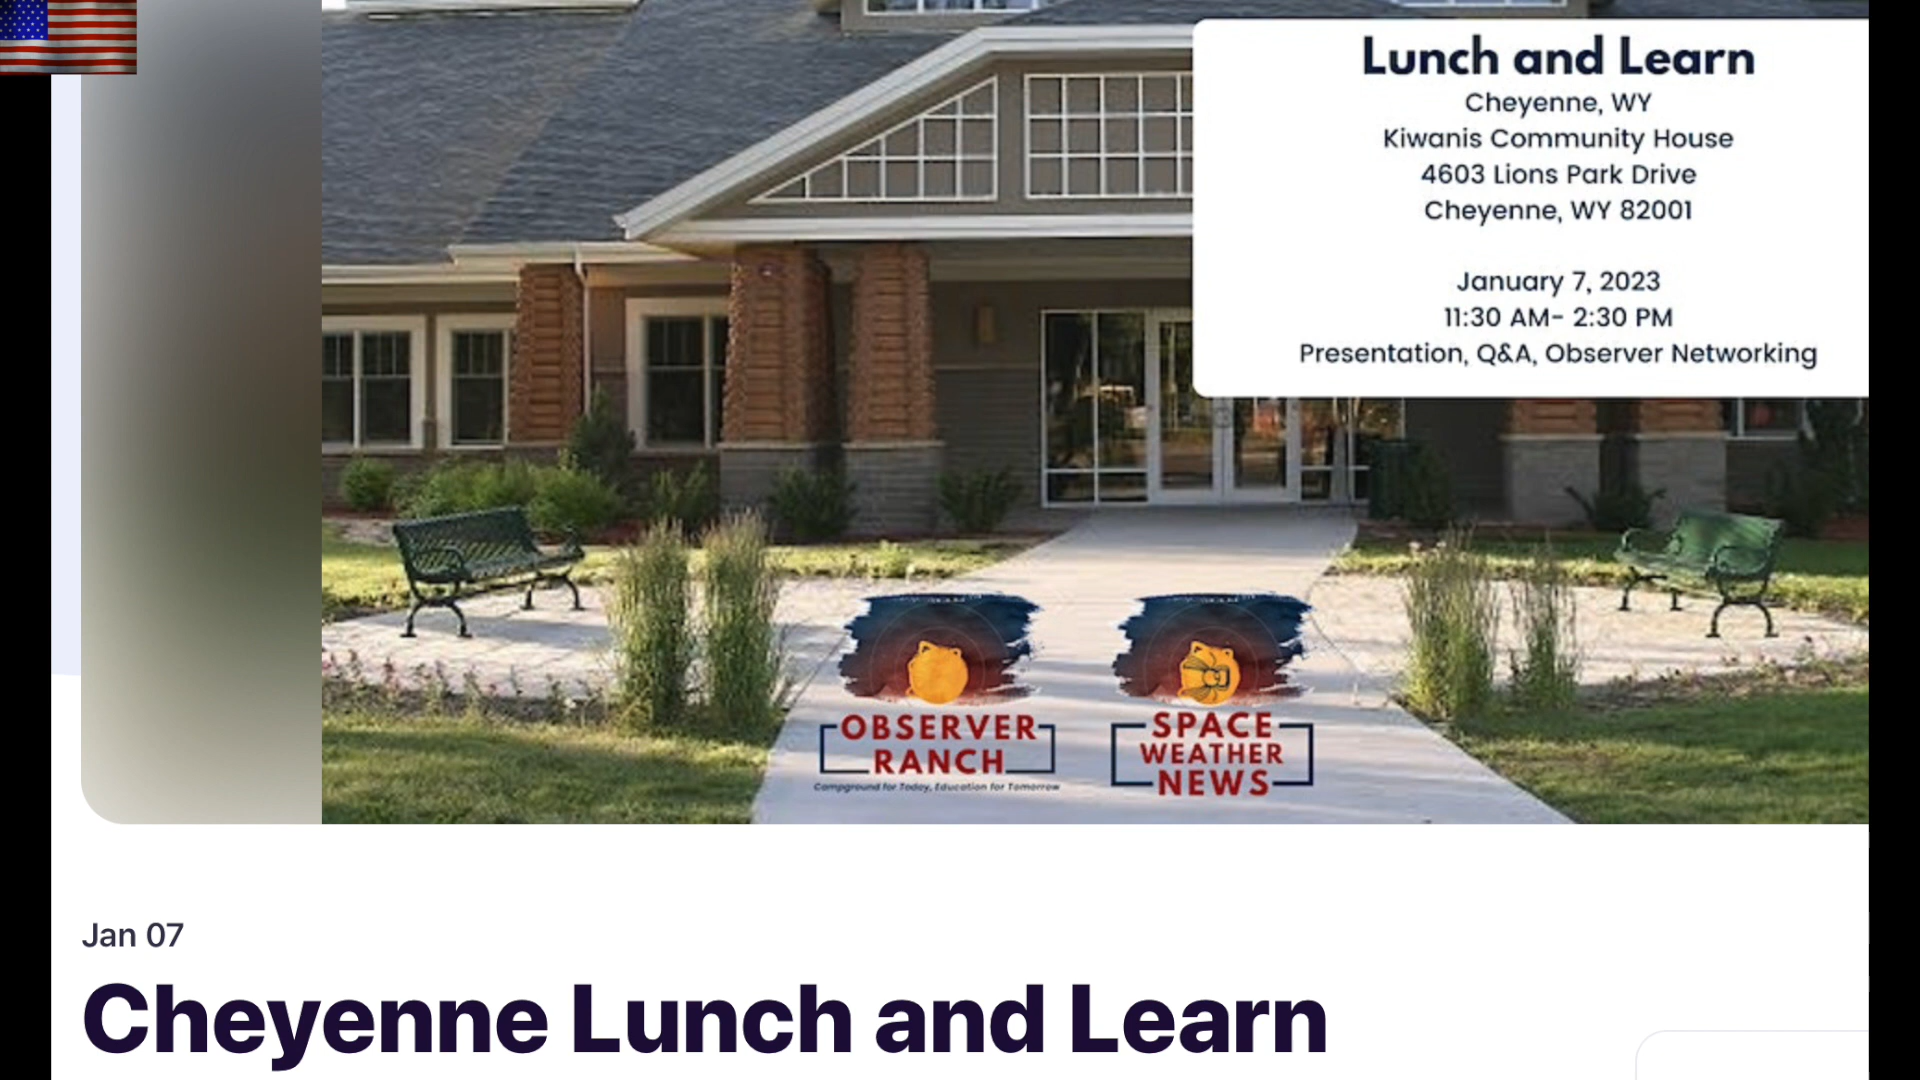 Lunch and Learn
Cheyenne, WY
Kiwanis Community House
4603 Lions Park Drive
Cheyenne, WY 82001
January 7, 2023
11:30 AM- 2:30 PM
Presentation, Q&A, Observer Networking
OBSERVER
RANCH
Campground for Today, Education for Tomorrow
SPACE
WEATHER
NEWS
Jan 07
Cheyenne Lunch and Learn